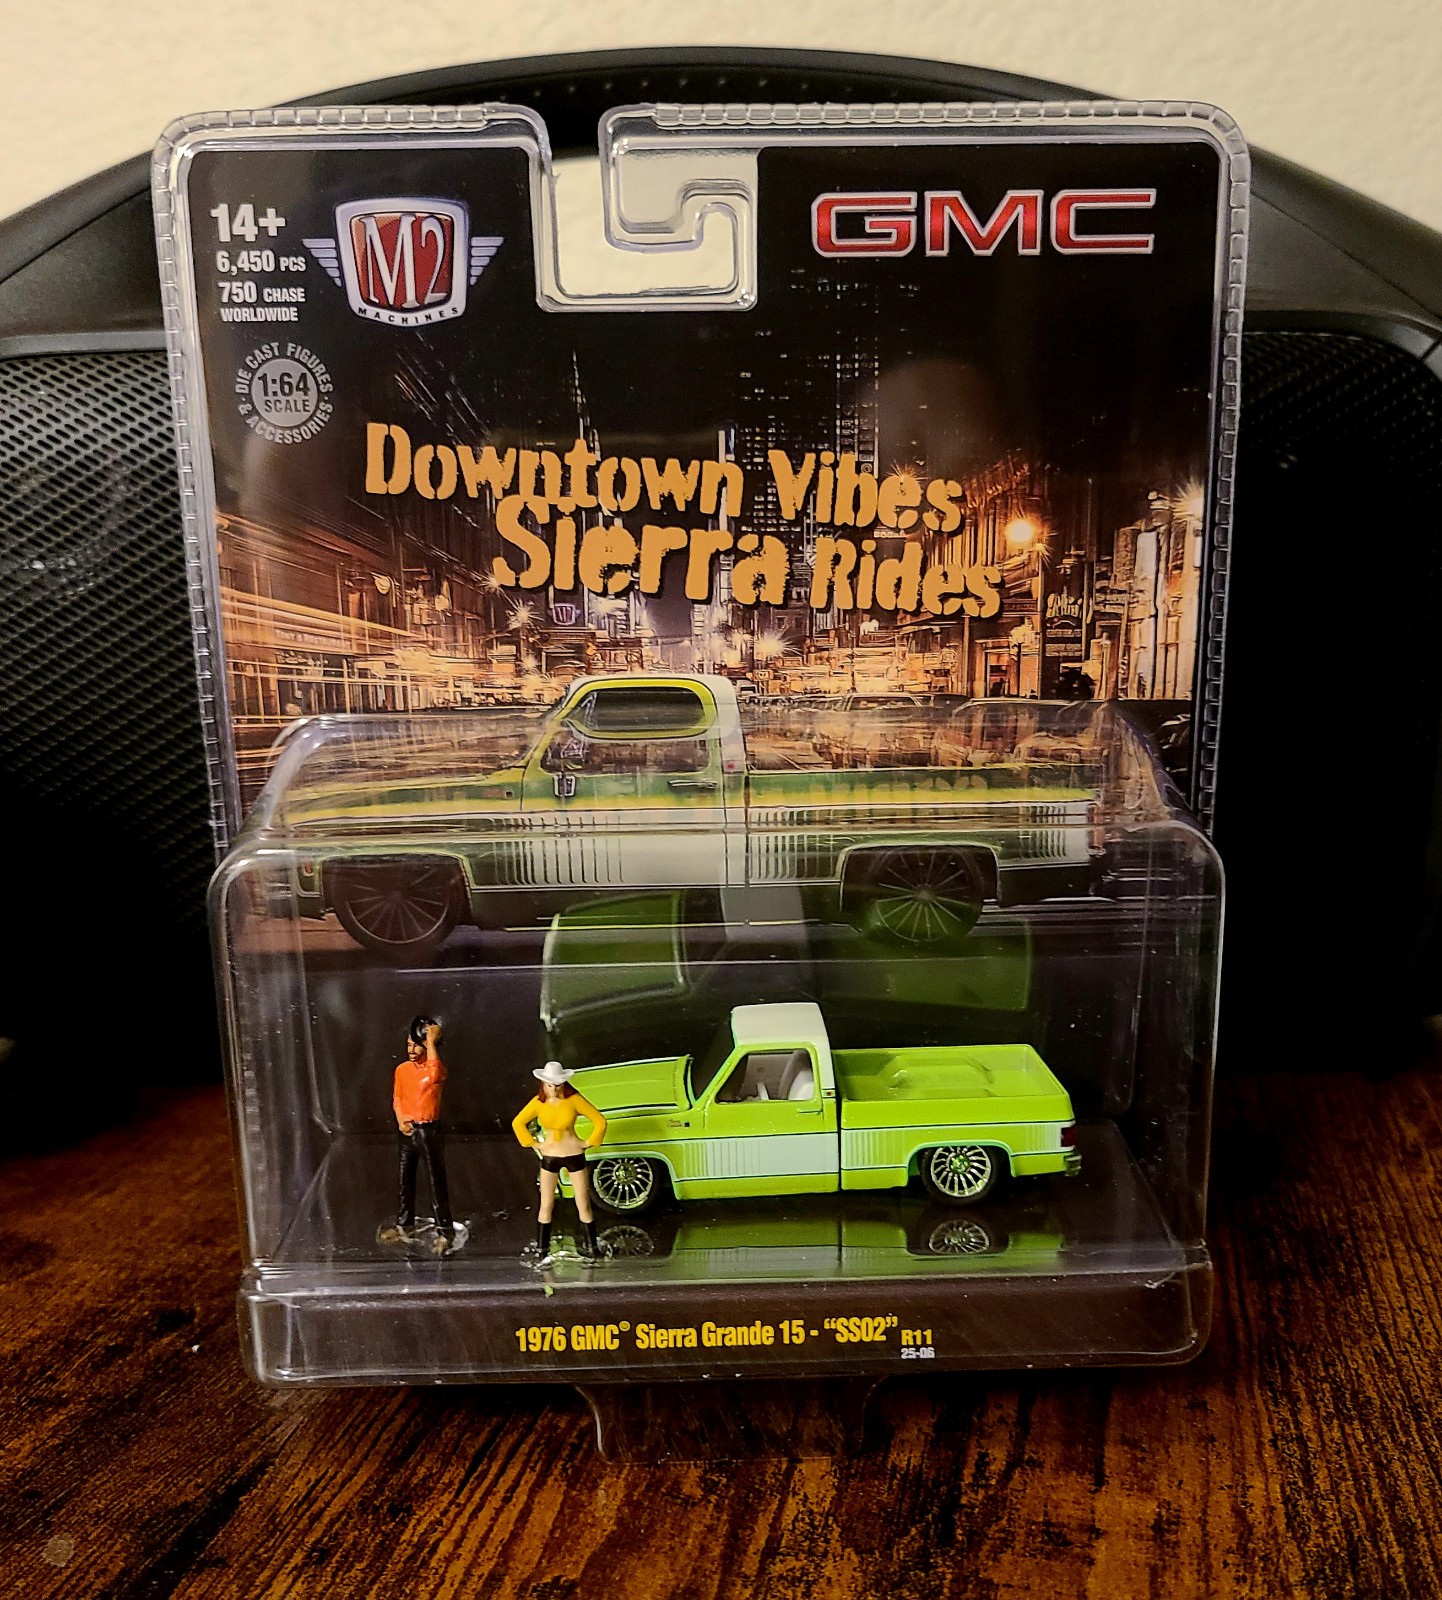 14+
6,450 PCS
750 CHASE
WORLDWIDE
M2
MACHINES
GMC
DIE CAST FIGURES
1:64
SCALE
& ACCESSORIES
Downtown Vibes
Sierra Rides
1976 GMC® Sierra Grande 15 - “SS02” R11
25-06